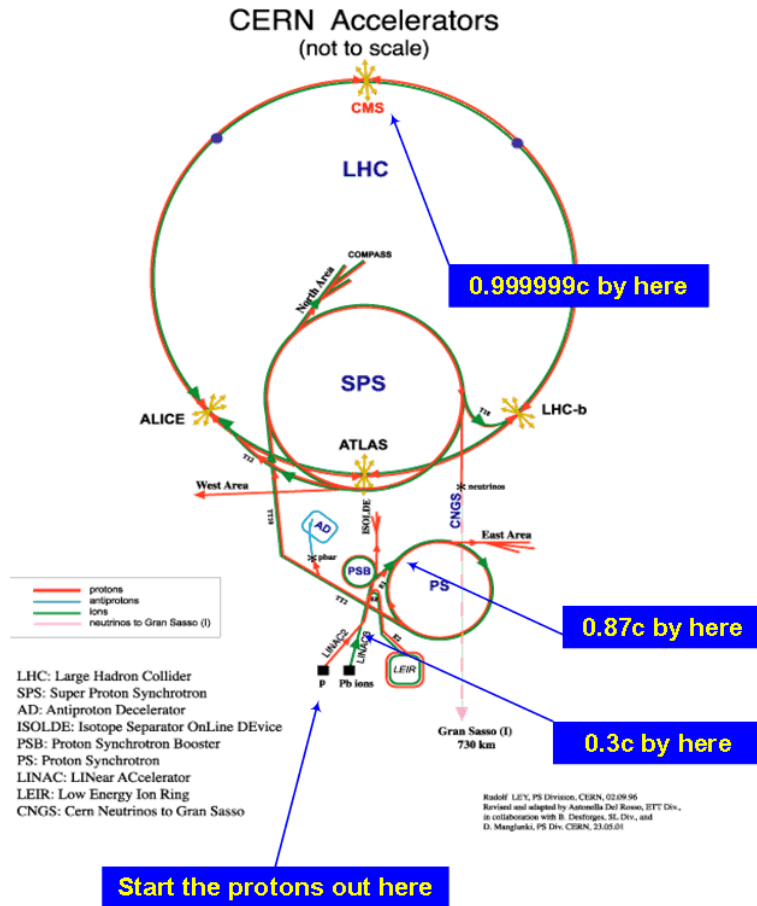 CERN Accelerators
(not to scale)
CMS
LHC
COMPASS
North Area
0.999999c by here
SPS
TI8
ALICE
LHC-b
ATLAS
TI2
West Area
neutrinos
CNGS
ISOLDE
TT10
East Area
AD
pbar
PSB
PS
TT2
E2
LINAC2
LINAC3
LEIR
p
Pb ions
protons
antiprotons
ions
neutrinos to Gran Sasso (I)
0.87c by here
LHC: Large Hadron Collider
SPS: Super Proton Synchrotron
AD: Antiproton Decelerator
ISOLDE: Isotope Separator OnLine DEvice
PSB: Proton Synchrotron Booster
PS: Proton Synchrotron
LINAC: LINear ACcelerator
LEIR: Low Energy Ion Ring
CNGS: Cern Neutrinos to Gran Sasso
Gran Sasso (I)
730 km
0.3c by here
Rudolf LEY, PS Division, CERN, 02.09.96
Revised and adapted by Antonella Del Rosso, ETT Div.,
in collaboration with B. Desforges, SL Div., and
D. Manglunki, PS Div. CERN, 23.05.01
Start the protons out here